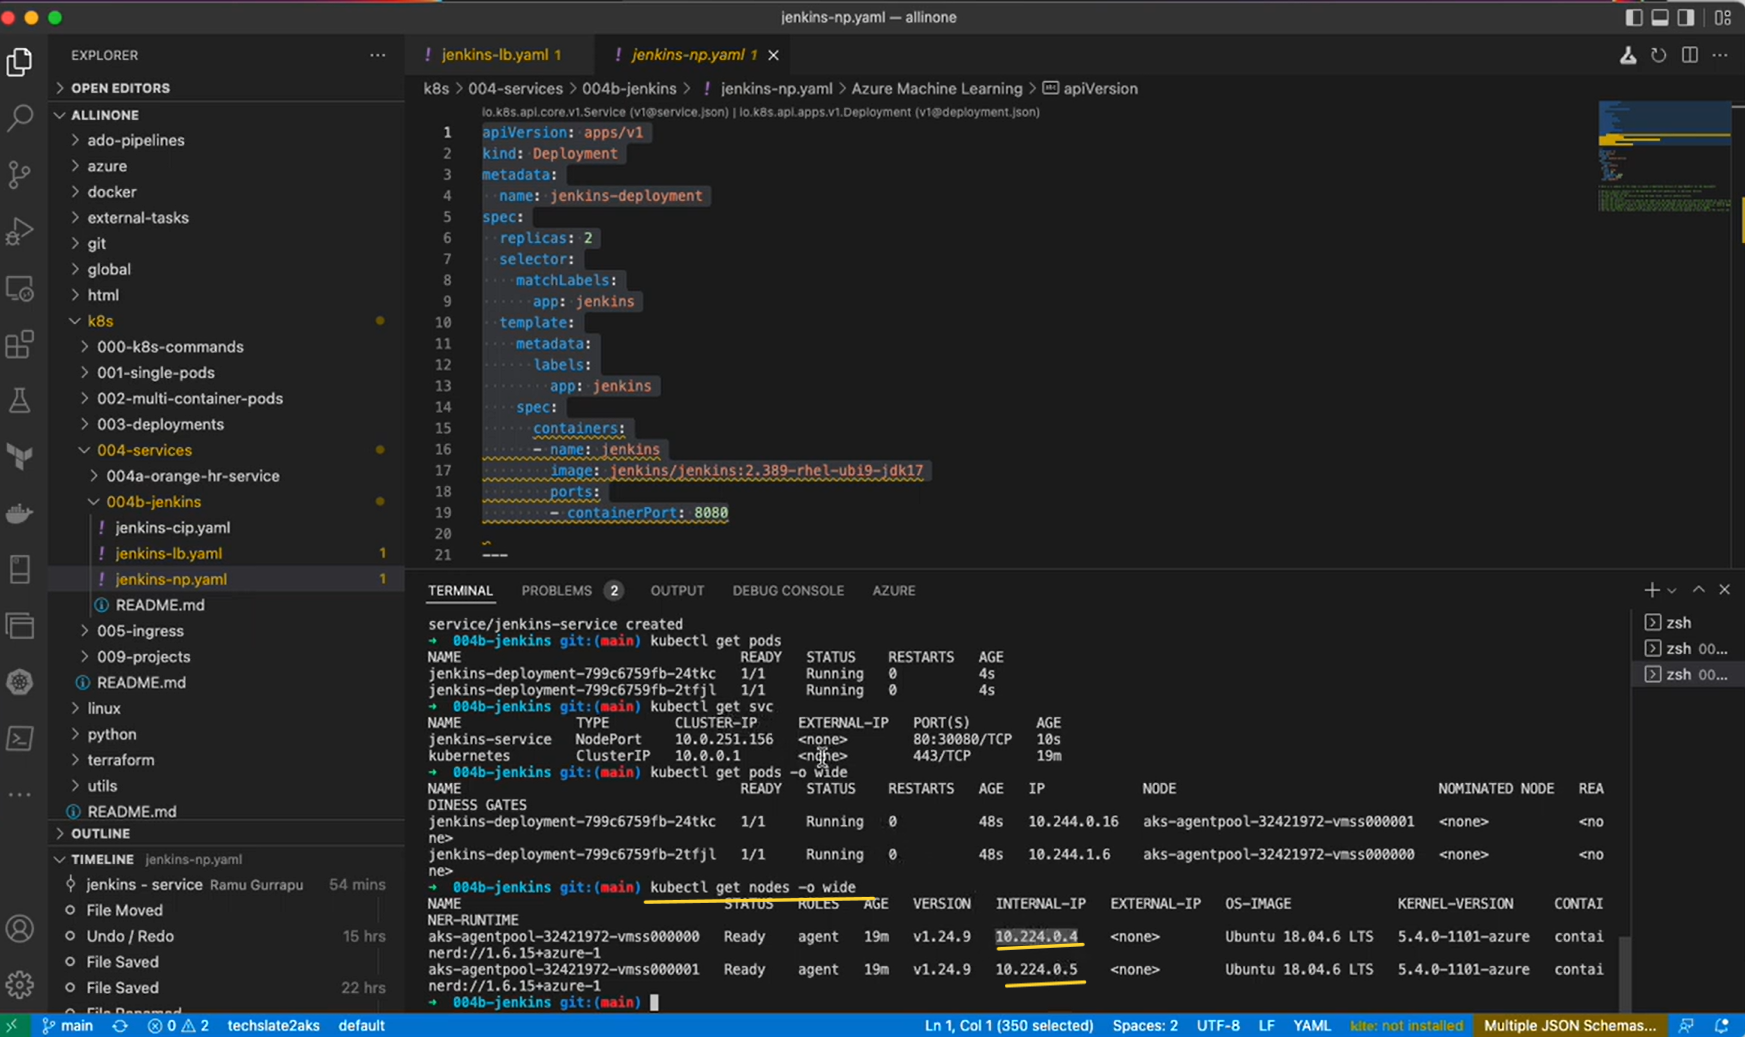 jenkins-np.yaml — allinone
EXPLORER
OPEN EDITORS
ALLINONE
ado-pipelines
azure
docker
external-tasks
git
global
html
k8s
000-k8s-commands
001-single-pods
002-multi-container-pods
003-deployments
004-services
004a-orange-hr-service
004b-jenkins
! jenkins-cip.yaml
! jenkins-lb.yaml 1
! jenkins-np.yaml 1
README.md
005-ingress
009-projects
README.md
linux
python
terraform
utils
README.md
OUTLINE
TIMELINE jenkins-np.yaml
jenkins - service Ramu Gurrapu 54 mins
File Moved
Undo / Redo 15 hrs
File Saved
File Saved 22 hrs
! jenkins-lb.yaml 1
! jenkins-np.yaml 1
k8s > 004-services > 004b-jenkins > ! jenkins-np.yaml > Azure Machine Learning > apiVersion
io.k8s.api.core.v1.Service (v1@service.json) | io.k8s.api.apps.v1.Deployment (v1@deployment.json)
1 apiVersion: apps/v1
2 kind: Deployment
3 metadata:
4 name: jenkins-deployment
5 spec:
6 replicas: 2
7 selector:
8 matchLabels:
9 app: jenkins
10 template:
11 metadata:
12 labels:
13 app: jenkins
14 spec:
15 containers:
16 - name: jenkins
17 image: jenkins/jenkins:2.389-rhel-ubi9-jdk17
18 ports:
19 - containerPort: 8080
20
21 ---
TERMINAL PROBLEMS 2 OUTPUT DEBUG CONSOLE AZURE
service/jenkins-service created
➜ 004b-jenkins git:(main) kubectl get pods
NAME READY STATUS RESTARTS AGE
jenkins-deployment-799c6759fb-24tkc 1/1 Running 0 4s
jenkins-deployment-799c6759fb-2tfjl 1/1 Running 0 4s
➜ 004b-jenkins git:(main) kubectl get svc
NAME TYPE CLUSTER-IP EXTERNAL-IP PORT(S) AGE
jenkins-service NodePort 10.0.251.156 <none> 80:30080/TCP 10s
kubernetes ClusterIP 10.0.0.1 <none> 443/TCP 19m
➜ 004b-jenkins git:(main) kubectl get pods -o wide
NAME READY STATUS RESTARTS AGE IP NODE NOMINATED NODE REA
DINESS GATES
jenkins-deployment-799c6759fb-24tkc 1/1 Running 0 48s 10.244.0.16 aks-agentpool-32421972-vmss000001 <none> <no
ne>
jenkins-deployment-799c6759fb-2tfjl 1/1 Running 0 48s 10.244.1.6 aks-agentpool-32421972-vmss000000 <none> <no
ne>
➜ 004b-jenkins git:(main) kubectl get nodes -o wide
NAME STATUS ROLES AGE VERSION INTERNAL-IP EXTERNAL-IP OS-IMAGE KERNEL-VERSION CONTAI
NER-RUNTIME
aks-agentpool-32421972-vmss000000 Ready agent 19m v1.24.9 10.224.0.4 <none> Ubuntu 18.04.6 LTS 5.4.0-1101-azure contai
nerd://1.6.15+azure-1
aks-agentpool-32421972-vmss000001 Ready agent 19m v1.24.9 10.224.0.5 <none> Ubuntu 18.04.6 LTS 5.4.0-1101-azure contai
nerd://1.6.15+azure-1
➜ 004b-jenkins git:(main)
zsh
zsh 00...
zsh 00...
main 0 2 techslate2aks default Ln 1, Col 1 (350 selected) Spaces: 2 UTF-8 LF YAML kite: not installed Multiple JSON Schemas...